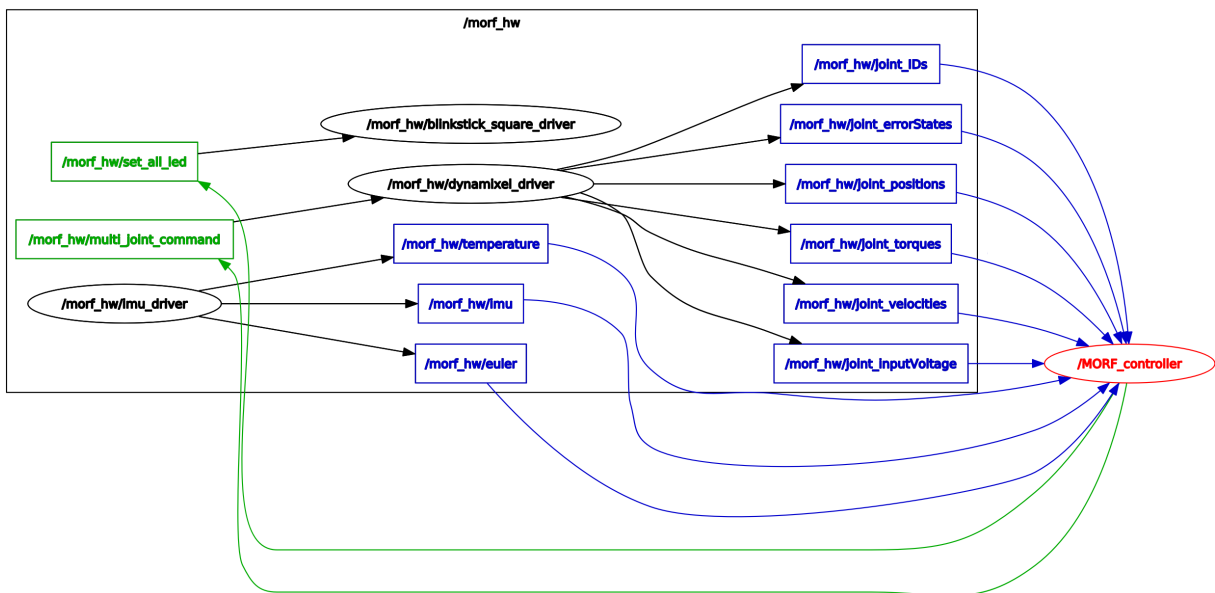 /morf_hw
/morf_hw/joint_IDs
/morf_hw/blinkstick_square_driver
/morf_hw/joint_errorStates
/morf_hw/set_all_led
/morf_hw/dynamixel_driver
/morf_hw/joint_positions
/morf_hw/multi_joint_command
/morf_hw/temperature
/morf_hw/joint_torques
/morf_hw/imu_driver
/morf_hw/imu
/morf_hw/joint_velocities
/morf_hw/euler
/morf_hw/joint_inputVoltage
/MORF_controller